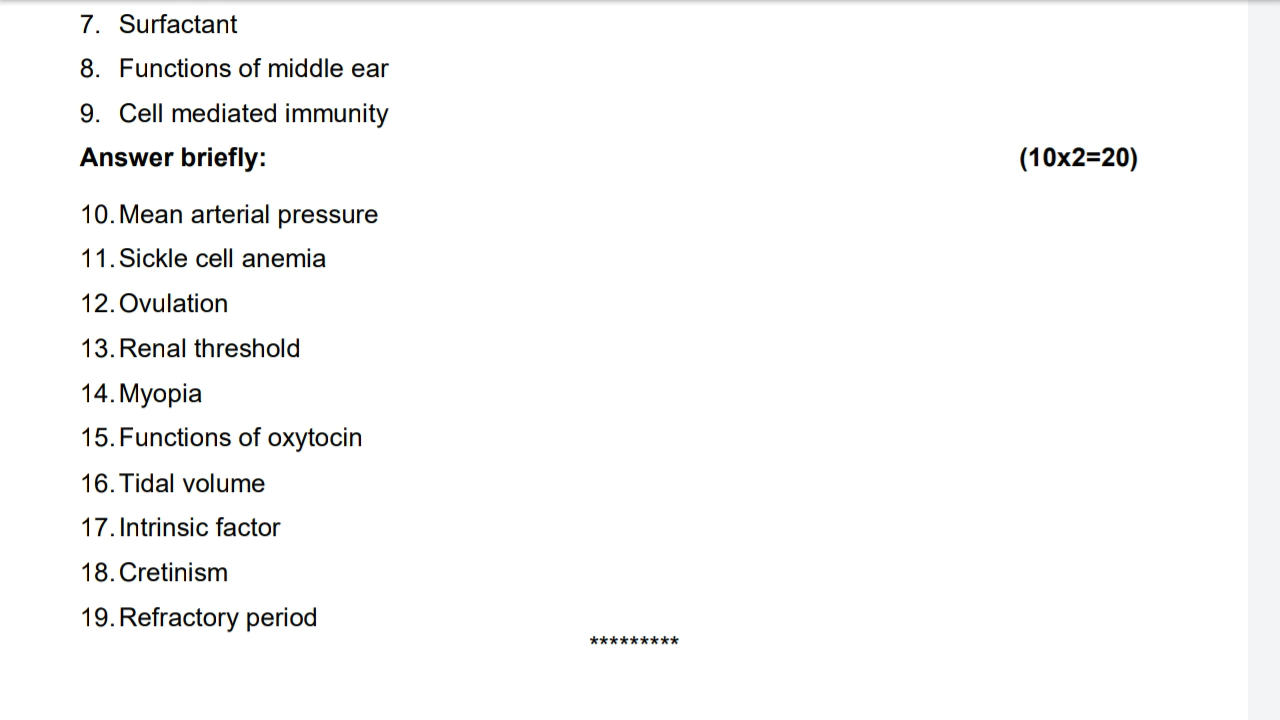 7. Surfactant
8. Functions of middle ear
9. Cell mediated immunity
Answer briefly: (10x2=20)
10. Mean arterial pressure
11. Sickle cell anemia
12. Ovulation
13. Renal threshold
14. Myopia
15. Functions of oxytocin
16. Tidal volume
17. Intrinsic factor
18. Cretinism
19. Refractory period
*********